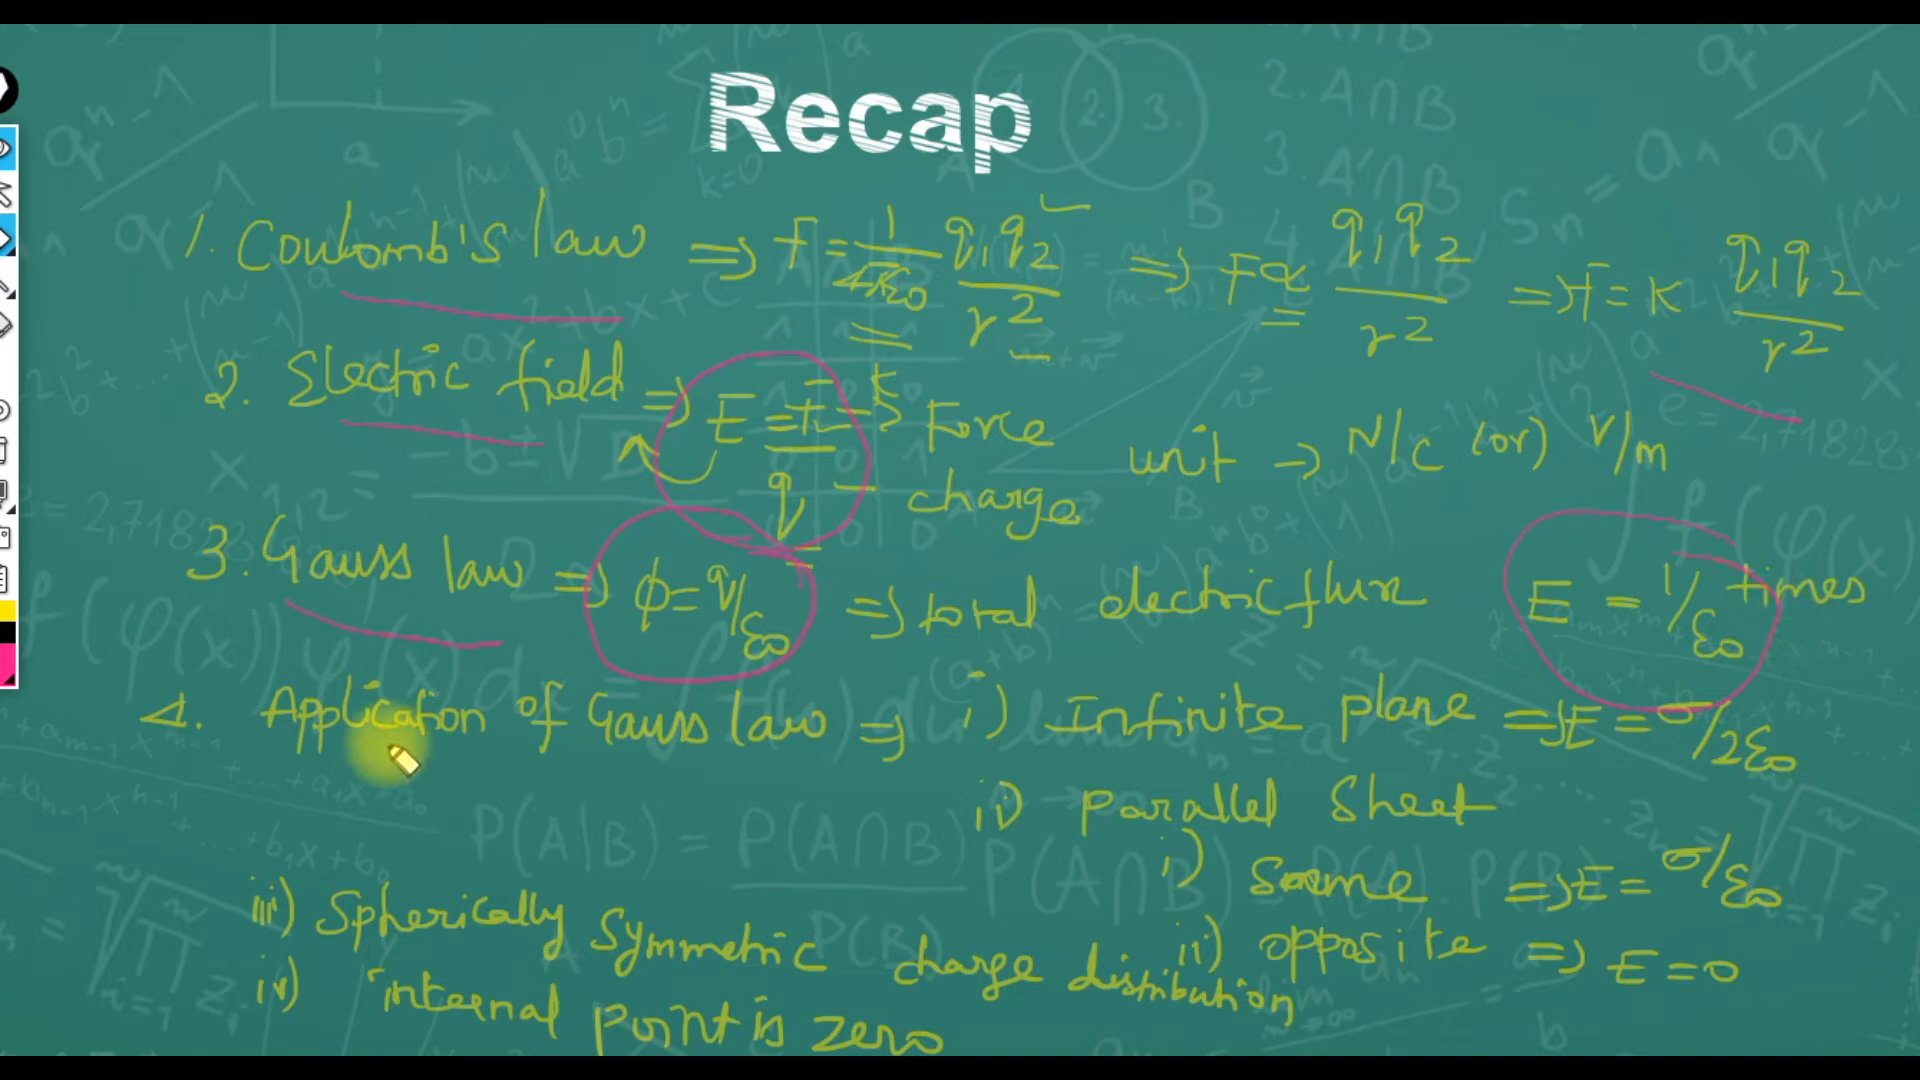 Recap
1. Coulomb's law ⇒ F = 1/4πε0 q1q2/r² ⇒ F ∝ q1q2/r² ⇒ F = K q1q2/r²
2. Electric field ⇒ E = F/q → Force charge unit → N/C (or) V/m
3. Gauss law ⇒ φ = q/ε0 ⇒ total electric flux E = 1/ε0 times
4. Application of Gauss law ⇒ i) Infinite plane ⇒ E = σ/2ε0
ii) parallel Sheet
i) Same ⇒ E = σ/ε0
ii) opposite ⇒ E = 0
iii) Spherically Symmetric charge distribution
iv) internal point is zero